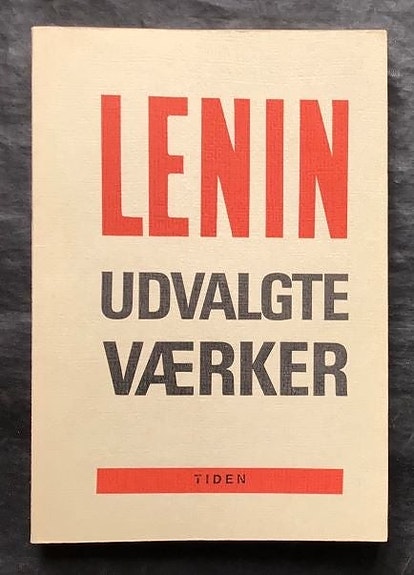 LENIN
UDVALGTE
VÆRKER
TIDEN